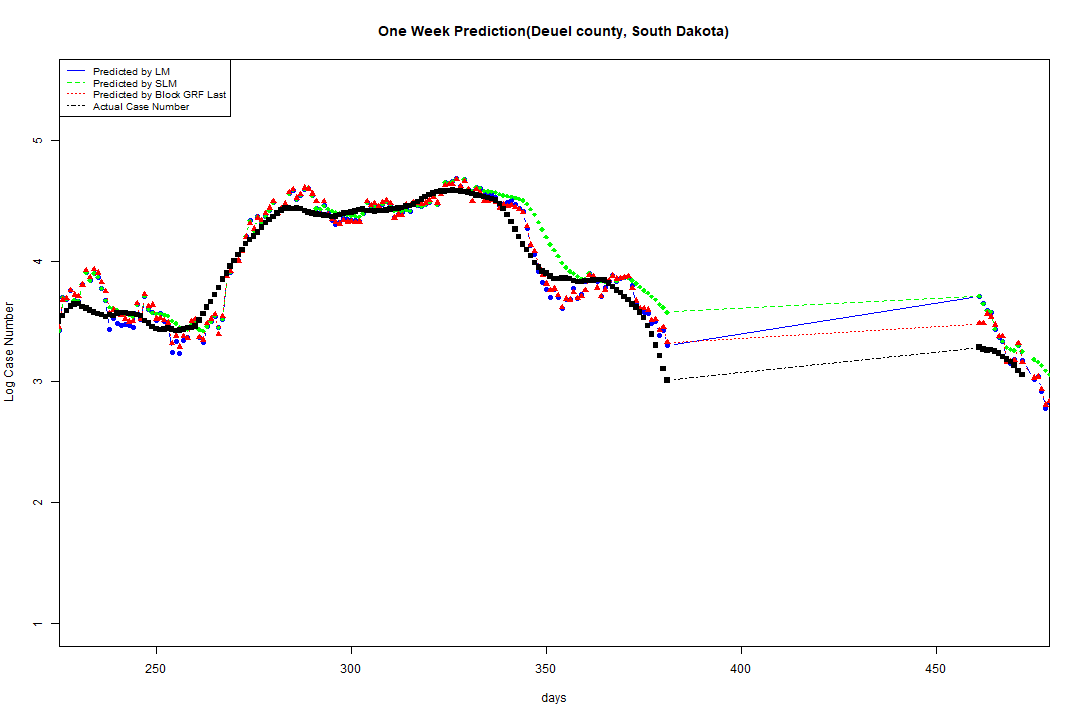 One Week Prediction(Deuel county, South Dakota)
Predicted by LM
Predicted by SLM
Predicted by Block GRF Last
Actual Case Number
Log Case Number
5
4
3
2
1
250 300 350 400 450
days